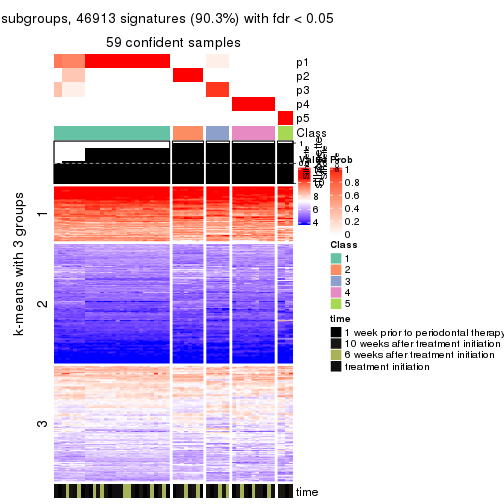 subgroups, 46913 signatures (90.3%) with fdr < 0.05
59 confident samples
p1
p2
p3
p4
p5
Class
1
Value
8
6
4
Prob
1
0.8
0.6
0.4
0.2
0
Class
1
2
3
4
5
time
1 week prior to periodontal therapy
10 weeks after treatment initiation
6 weeks after treatment initiation
treatment initiation
k-means with 3 groups
1
2
3
time